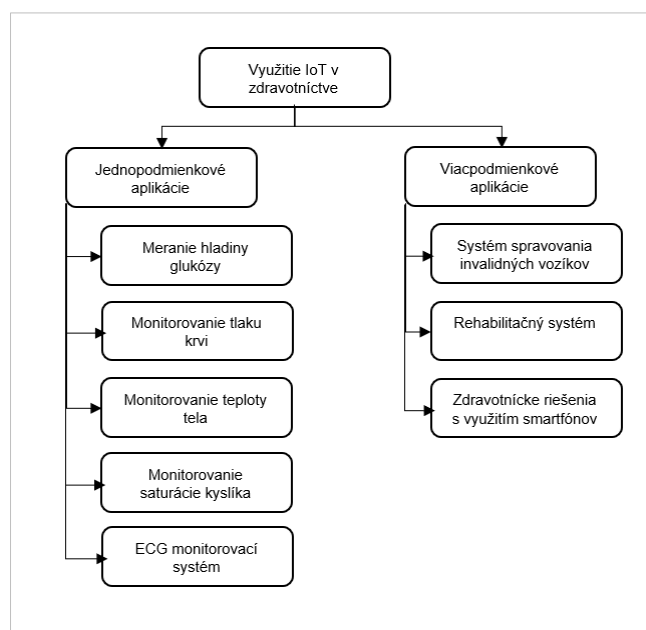 Využitie IoT v
zdravotníctve
Jednopodmienkové
aplikácie
Meranie hladiny
glukózy
Monitorovanie tlaku
krvi
Monitorovanie teploty
tela
Monitorovanie
saturácie kyslíka
ECG monitorovací
systém
Viacpodmienkové
aplikácie
Systém spravovania
invalidných vozíkov
Rehabilitačný systém
Zdravotnícke riešenia
s využitím smartfónov